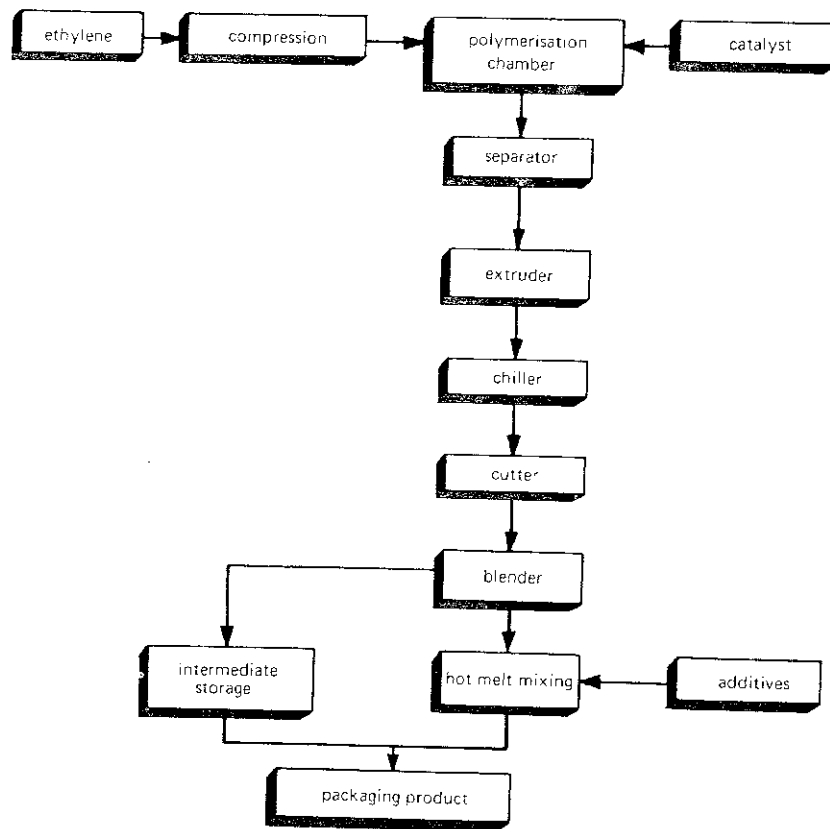 ethylene
compression
polymerisation
chamber
catalyst
separator
extruder
chiller
cutter
blender
intermediate
storage
hot melt mixing
additives
packaging product